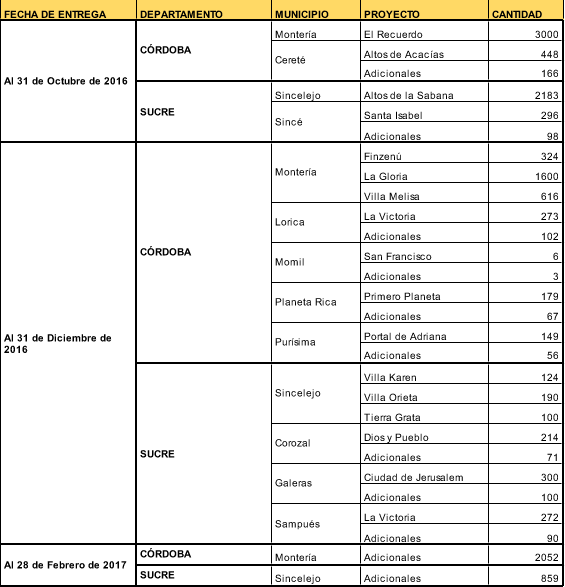 FECHA DE ENTREGA DEPARTAMENTO MUNICIPIO PROYECTO CANTIDAD
Al 31 de Octubre de 2016 CÓRDOBA Montería El Recuerdo 3000
Cereté Altos de Acacías 448
Adicionales 166
SUCRE Sincelejo Altos de la Sabana 2183
Sincé Santa Isabel 296
Adicionales 98
Al 31 de Diciembre de
2016
CÓRDOBA Montería Finzenú 324
La Gloria 1600
Villa Melisa 616
Lorica La Victoria 273
Adicionales 102
Momil San Francisco 6
Adicionales 3
Planeta Rica Primero Planeta 179
Adicionales 67
Purísima Portal de Adriana 149
Adicionales 56
SUCRE Sincelejo Villa Karen 124
Villa Orieta 190
Tierra Grata 100
Corozal Dios y Pueblo 214
Adicionales 71
Galeras Ciudad de Jerusalem 300
Adicionales 100
Sampués La Victoria 272
Adicionales 90
Al 28 de Febrero de 2017 CÓRDOBA Montería Adicionales 2052
SUCRE Sincelejo Adicionales 859